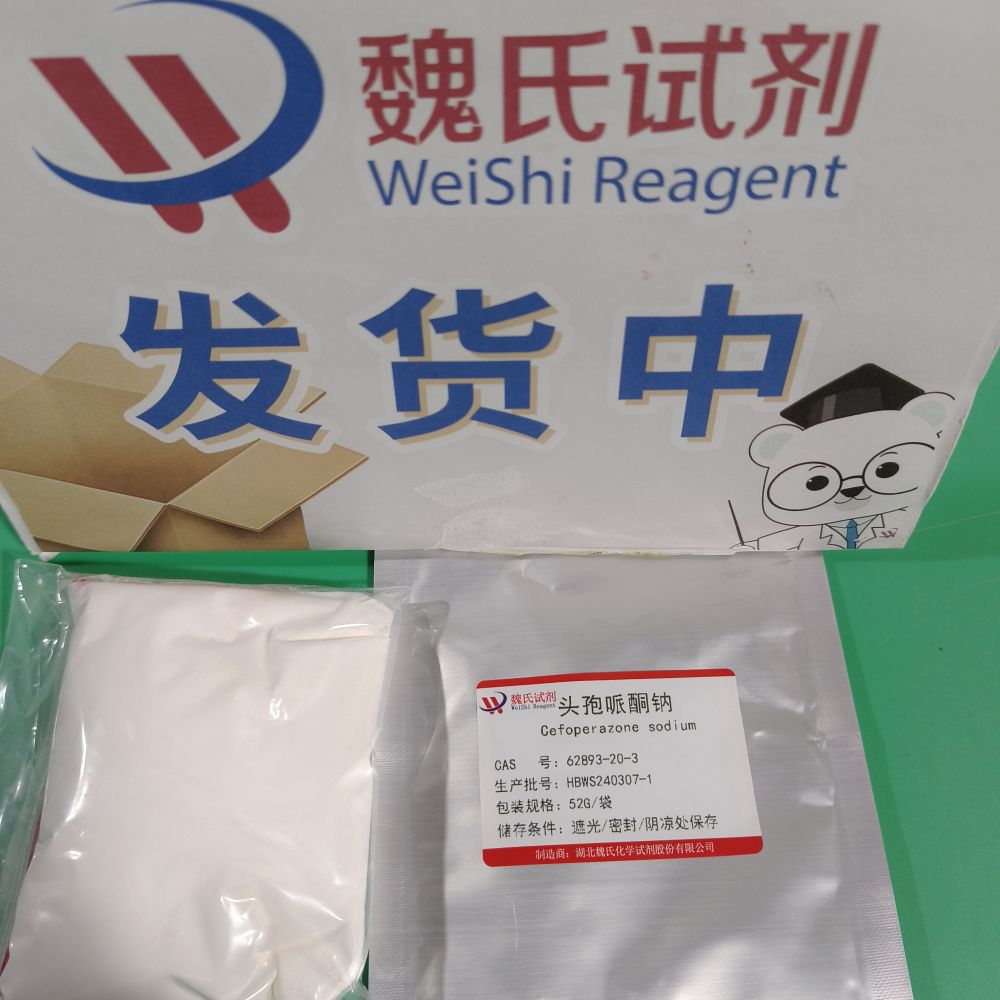 魏氏试剂
WeiShi Reagent
发货中
魏氏试剂
WeiShi Reagent
头孢哌酮钠
Cefoperazone sodium
CAS 号：62893-20-3
生产批号：HBWS240307-1
包装规格：52G/袋
储存条件：遮光/密封/阴凉处保存
制造商：湖北魏氏化学试剂股份有限公司